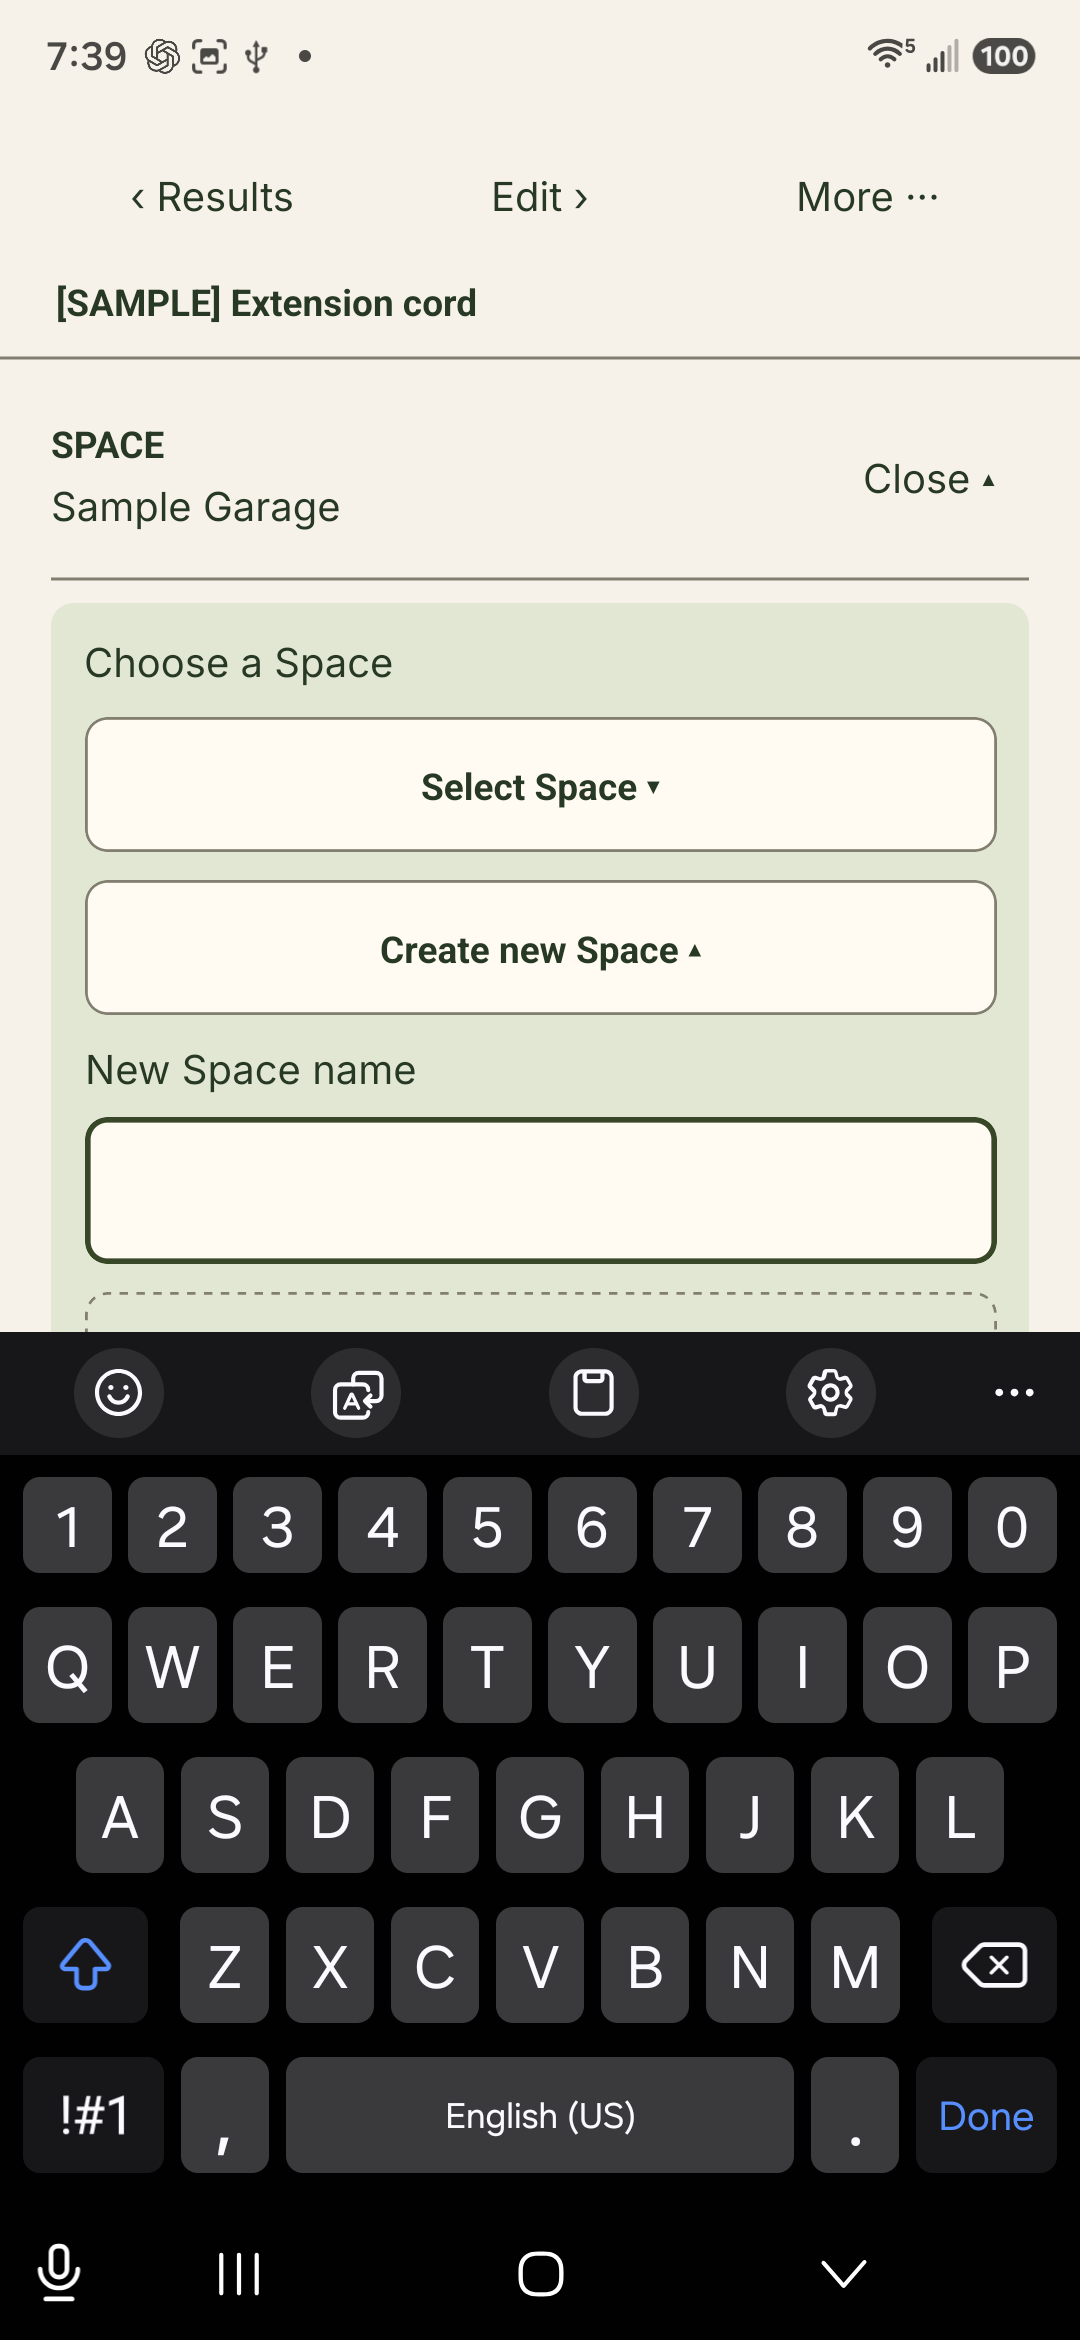 7:39
5
100
‹ Results
Edit ›
More ···
[SAMPLE] Extension cord
SPACE
Sample Garage
Close ▴
Choose a Space
Select Space ▾
Create new Space ▴
New Space name
A
1 2 3 4 5 6 7 8 9 0
Q W E R T Y U I O P
A S D F G H J K L
Z X C V B N M
!#1 , English (US) . Done